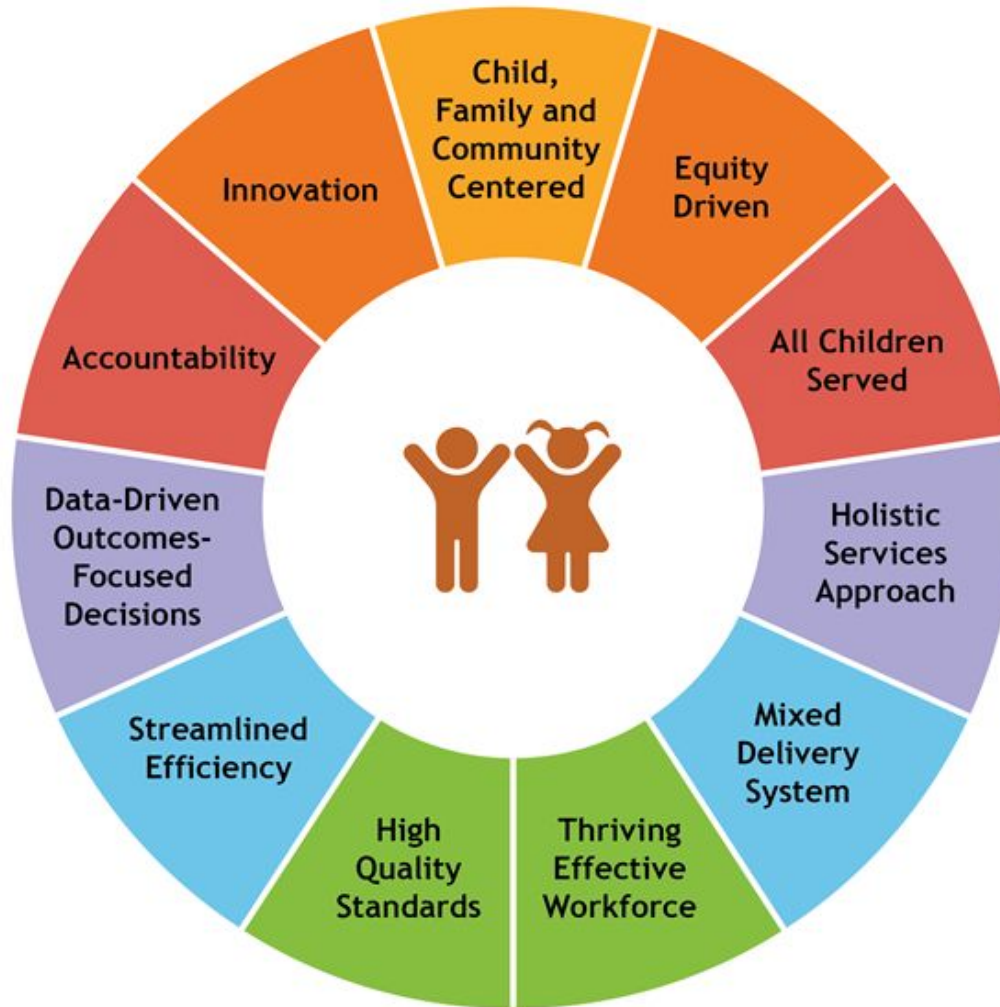 Child,
Family and
Community
Centered
Equity
Driven
All Children
Served
Holistic
Services
Approach
Mixed
Delivery
System
Thriving
Effective
Workforce
High
Quality
Standards
Streamlined
Efficiency
Data-Driven
Outcomes-
Focused
Decisions
Accountability
Innovation